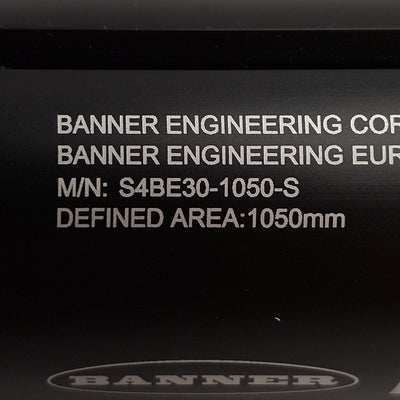 BANNER ENGINEERING COR
BANNER ENGINEERING EUR
M/N: S4BE30-1050-S
DEFINED AREA:1050mm
BANNER